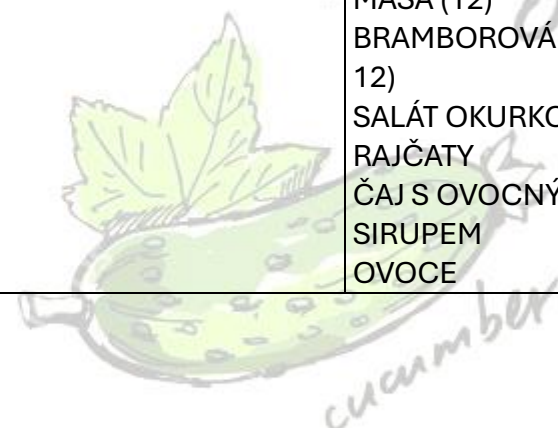 MASA (12)
BRAMBOROVÁ
12)
SALÁT OKURKO
RAJČATY
ČAJ S OVOCNÝ
SIRUPEM
OVOCE
cucumber